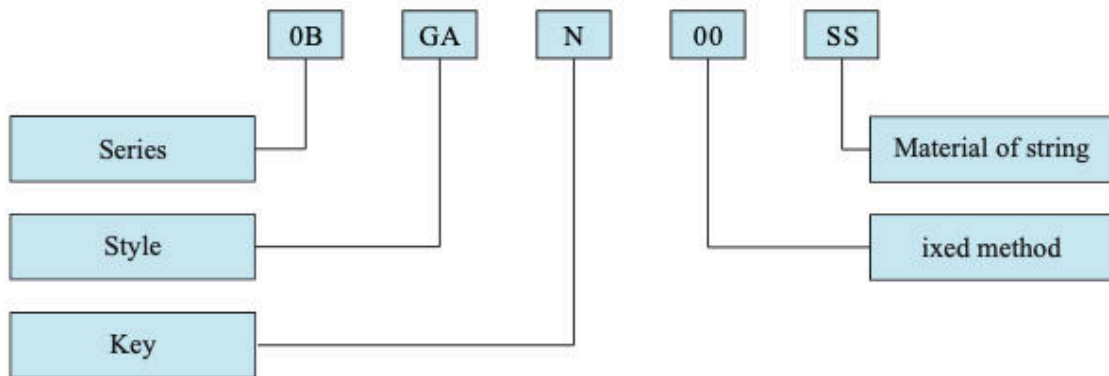 0B GA N 00 SS
Series
Material of string
Style
ixed method
Key